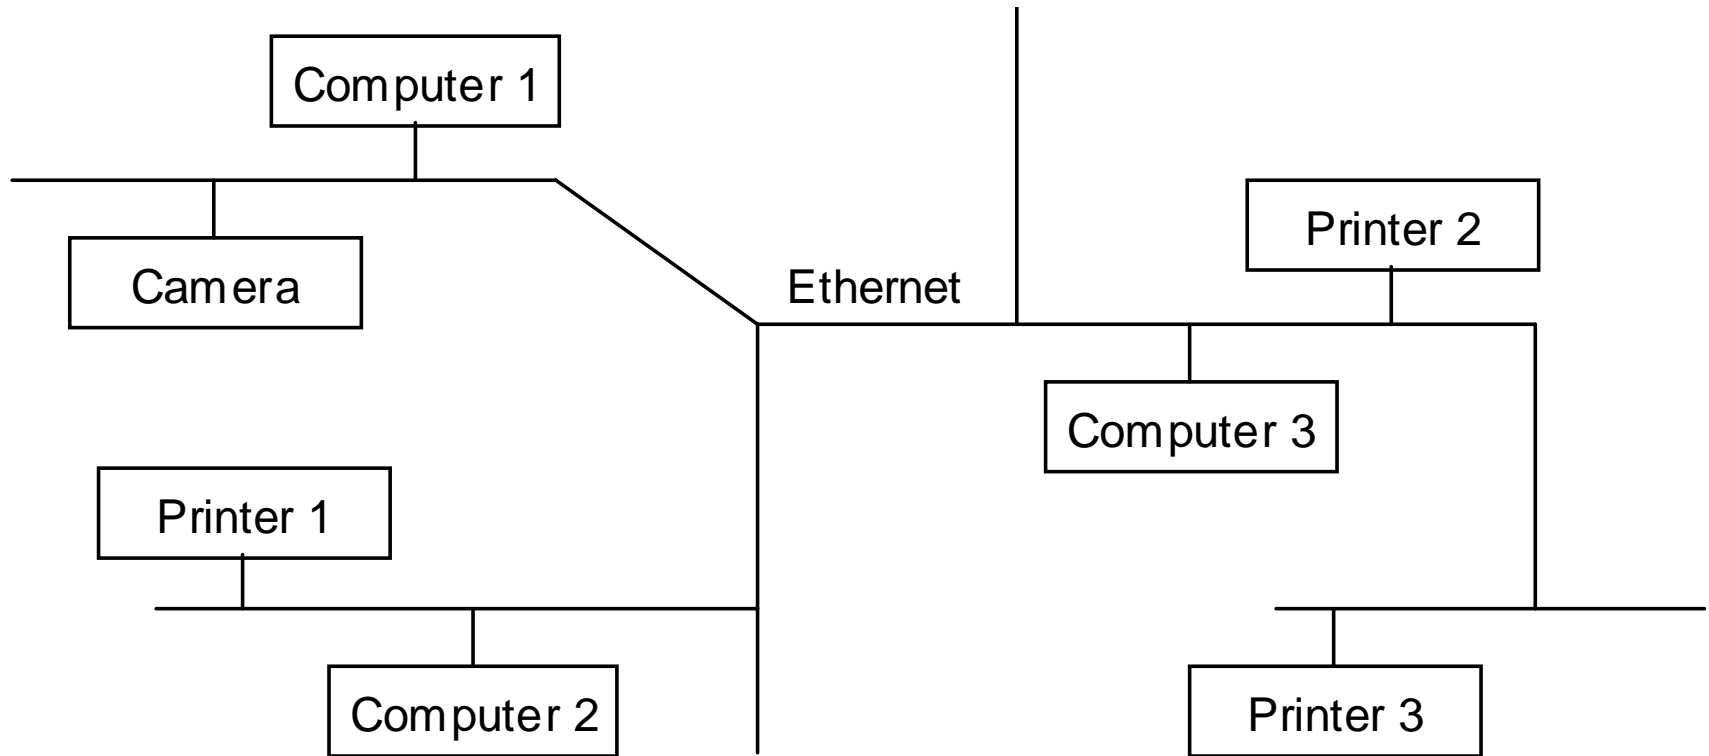 Computer 1
Printer 2
Camera
Ethernet
Computer 3
Printer 1
Computer 2
Printer 3